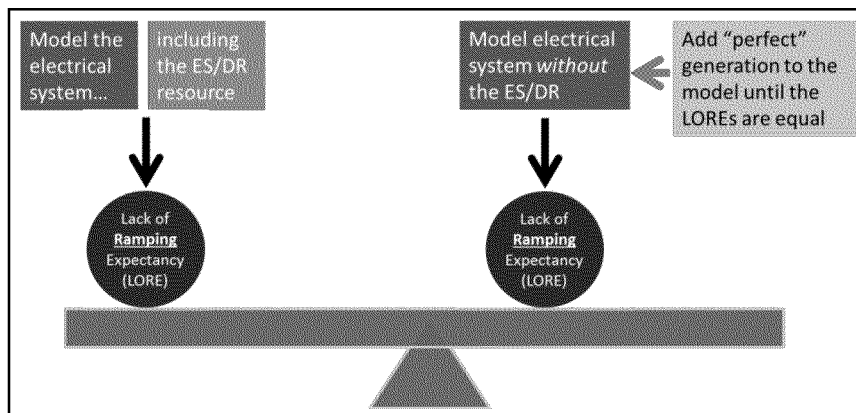 Model the
electrical
system...
including
the ES/DR
resource
Model electrical
system without
the ES/DR
Add “perfect”
generation to the
model until the
LOREs are equal
Lack of
Ramping
Expectancy
(LORE)
Lack of
Ramping
Expectancy
(LORE)